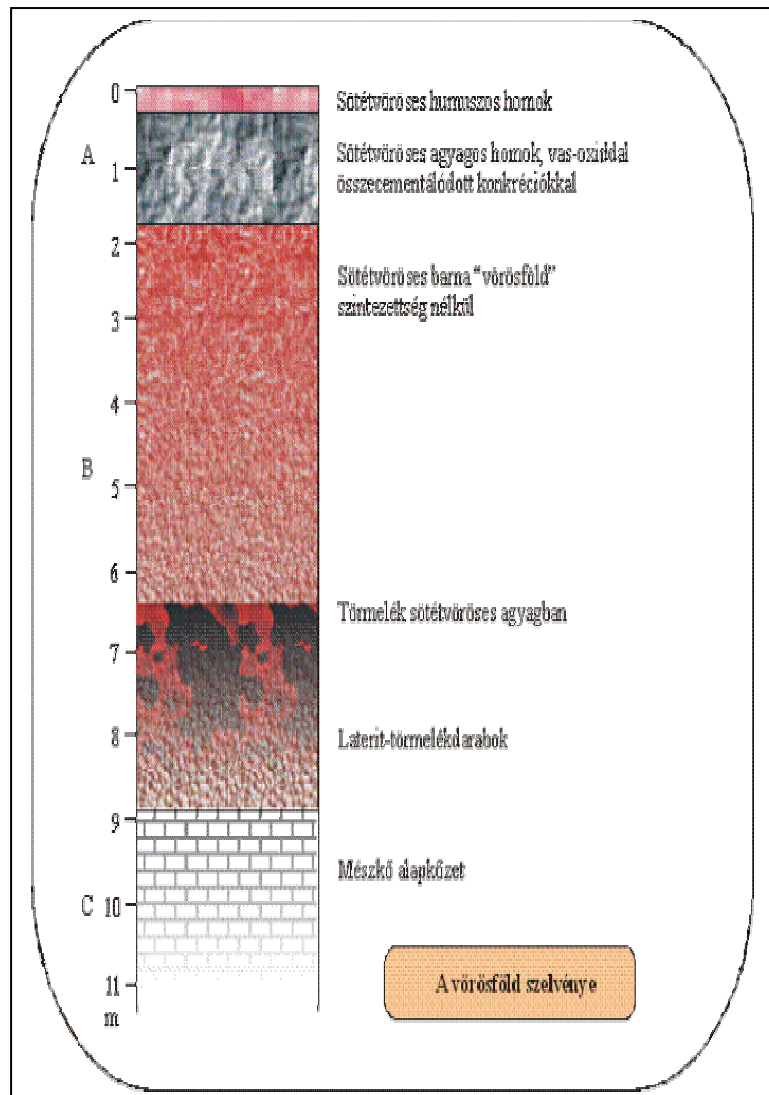 0
Sötétvöröses humuszos homok
A
Sötétvöröses agyagos homok, vas-oxiddal
összecementálódott konkréciókkal
1
2
Sötétvöröses barna "vörösföld"
szintezettség nélkül
3
4
B
5
6
Törmelék sötétvöröses agyagban
7
8
Laterit-törmelékdarabok
9
Mészkő alapkőzet
C
10
11
m
A vörösföld szelvénye